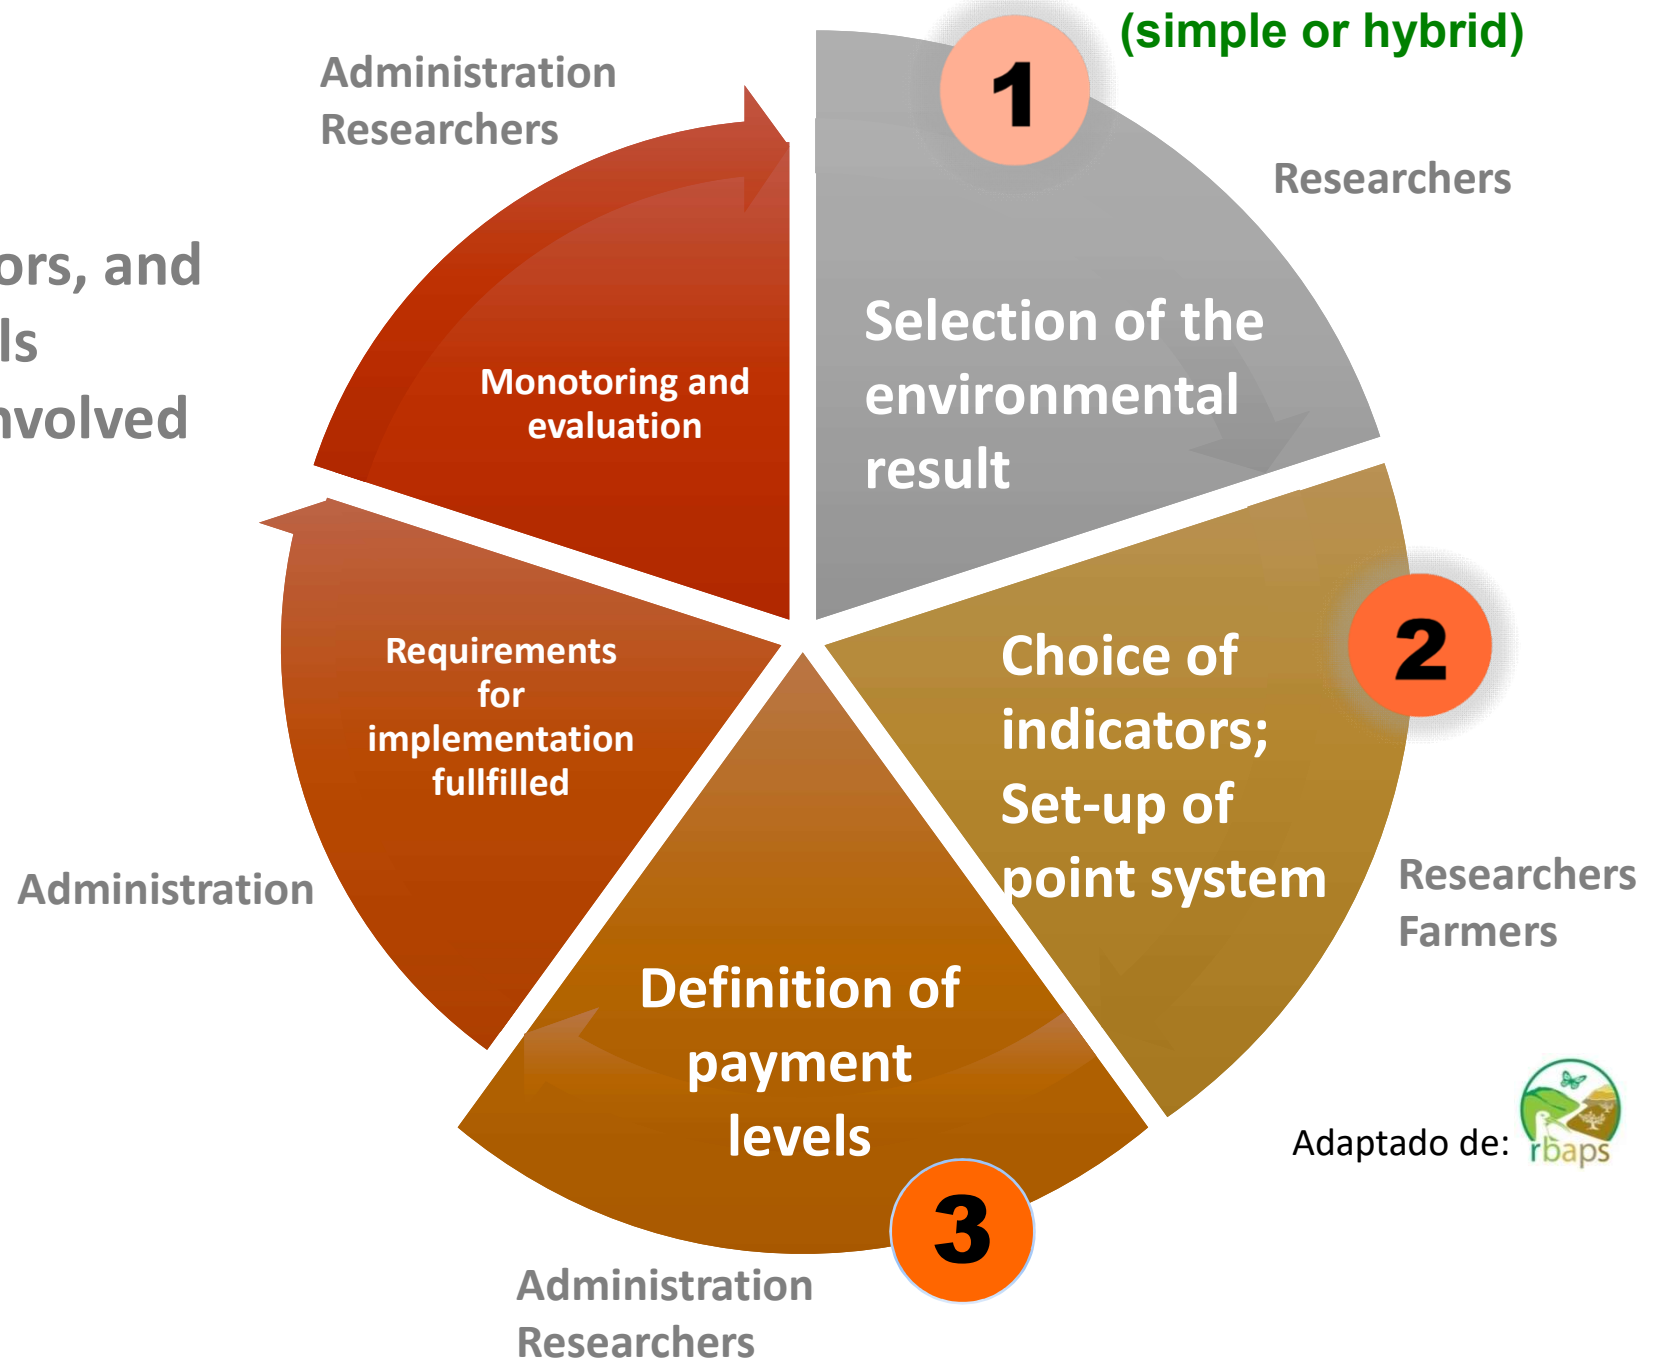 (simple or hybrid)
1
Researchers
Administration
Researchers
ors, and
ls
nvolved
Selection of the
environmental
result
Monotoring and
evaluation
2
Choice of
indicators;
Set-up of
point system
Researchers
Farmers
Requirements
for
implementation
fullfilled
Administration
Definition of
payment
levels
3
Administration
Researchers
Adaptado de:
rbaps